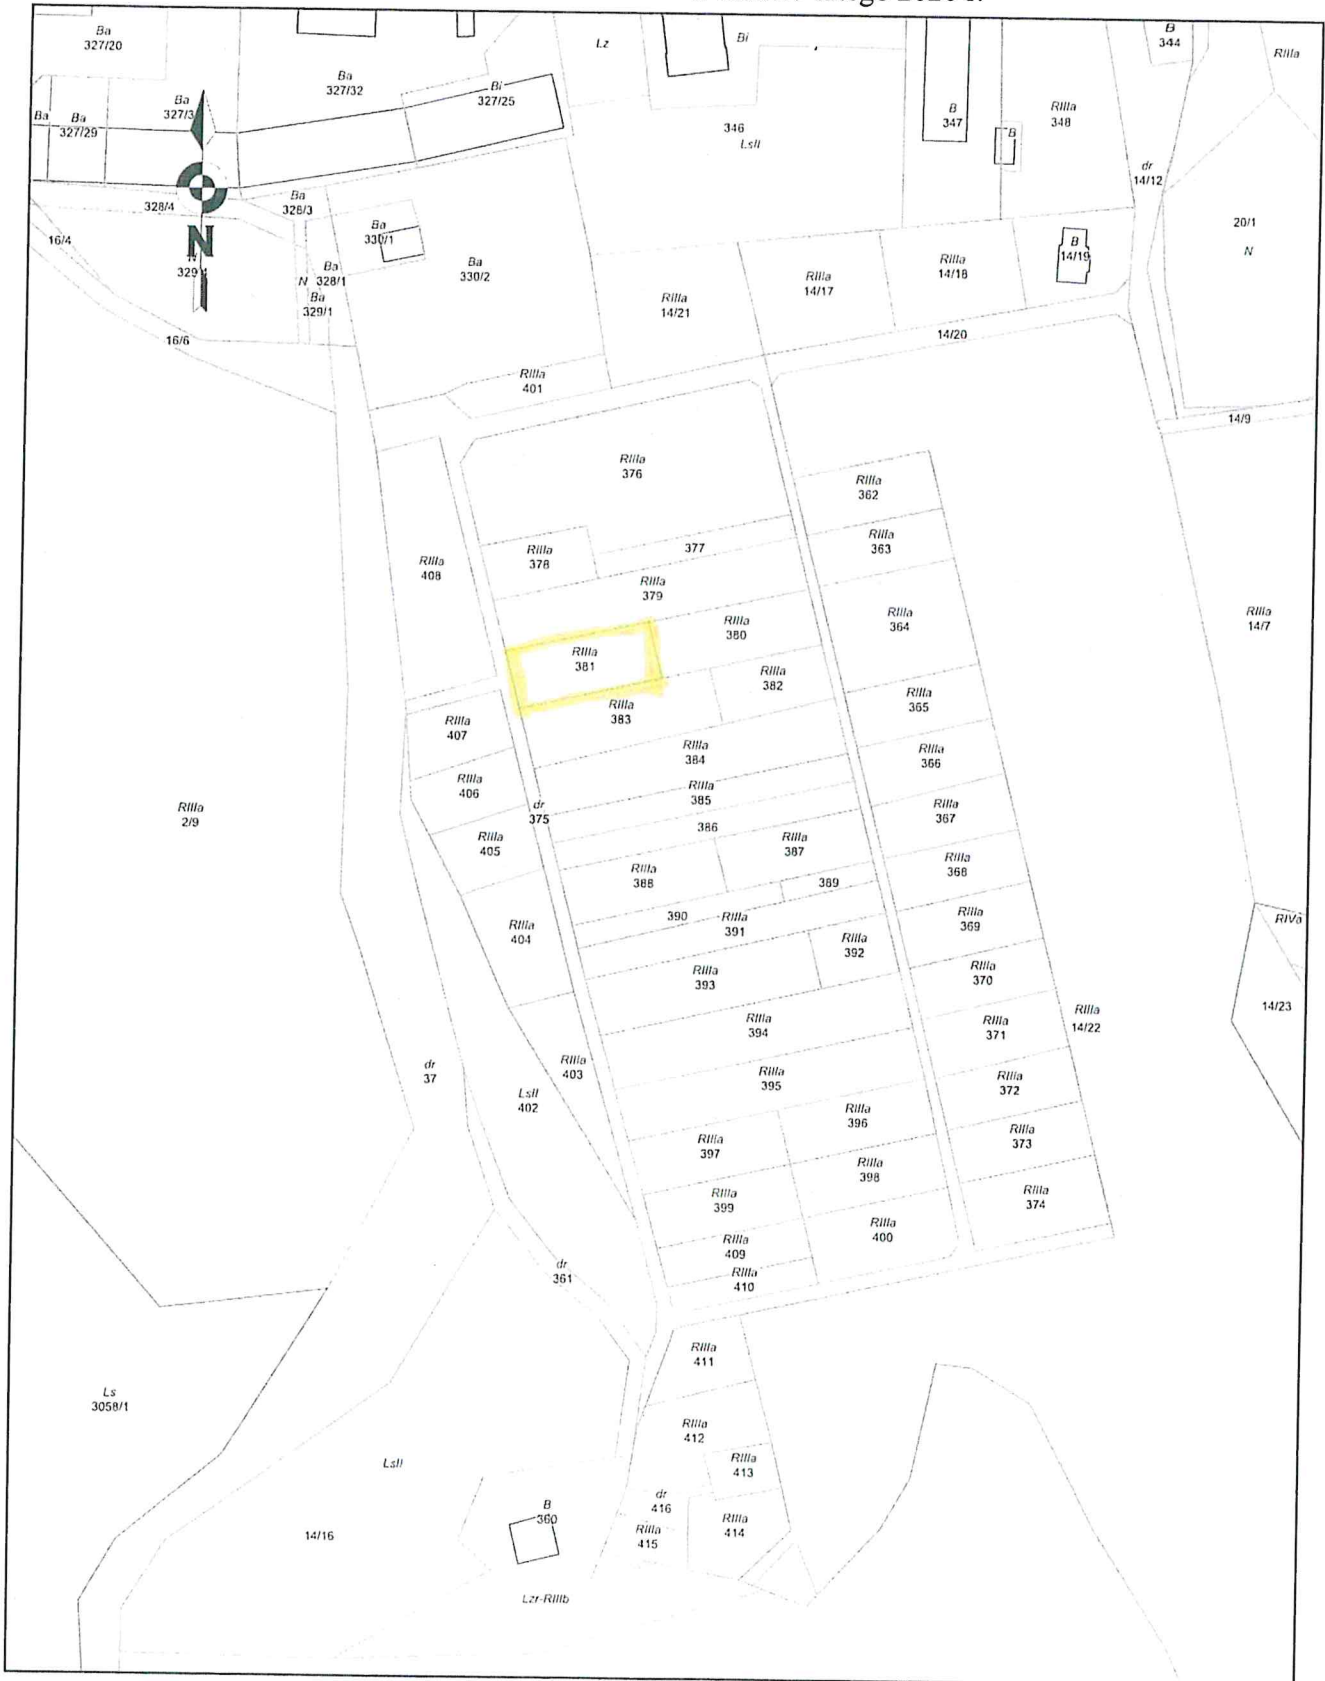 Ba
327/20
Ba
327/3
Ba
Ba
327/29
Ba
327/32
Bi
327/25
Lz
Bi
346
LsII
B
347
B
RIIIa
348
B
344
RIIIa
dr
14/12
20/1
N
328/4
Ba
328/3
16/4
N
329/
Ba
330/1
Ba
330/2
Ba
328/1
N
Ba
329/1
16/6
RIIIa
14/21
RIIIa
14/17
RIIIa
14/18
B
14/19
14/20
RIIIa
401
14/9
RIIIa
376
RIIIa
362
RIIIa
363
377
RIIIa
378
RIIIa
408
RIIIa
379
RIIIa
380
RIIIa
364
RIIIa
14/7
RIIIa
381
RIIIa
382
RIIIa
383
RIIIa
365
RIIIa
407
RIIIa
384
RIIIa
366
RIIIa
406
RIIIa
385
dr
375
RIIIa
2/9
RIIIa
367
386
RIIIa
387
RIIIa
405
RIIIa
388
389
RIIIa
368
390
RIIIa
391
RIIIa
369
RIVa
RIIIa
404
RIIIa
392
RIIIa
393
RIIIa
370
14/23
RIIIa
394
RIIIa
371
RIIIa
14/22
RIIIa
403
dr
37
RIIIa
395
RIIIa
372
LsII
402
RIIIa
396
RIIIa
373
RIIIa
397
RIIIa
398
RIIIa
399
RIIIa
374
RIIIa
400
RIIIa
409
dr
361
RIIIa
410
RIIIa
411
Ls
3058/1
RIIIa
412
LsII
RIIIa
413
dr
416
B
360
RIIIa
414
RIIIa
415
14/16
Lzr-RIIIb